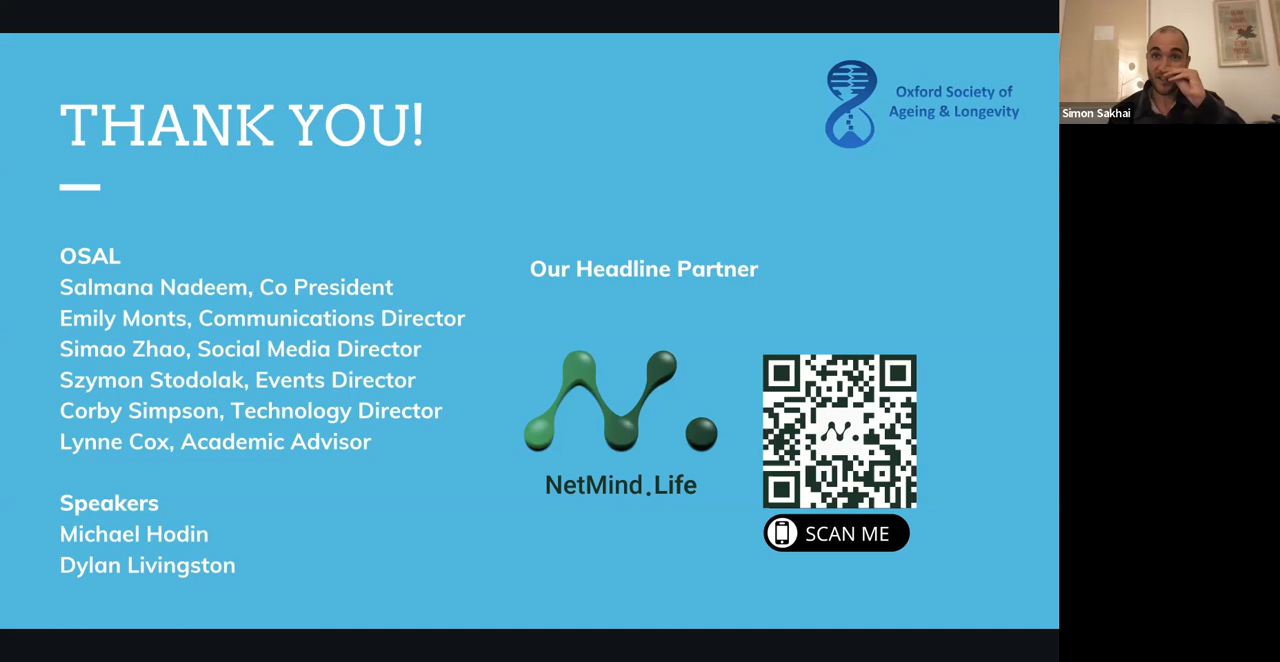 THANK YOU!
Oxford Society of
Ageing & Longevity
OSAL
Salmana Nadeem, Co President
Emily Monts, Communications Director
Simao Zhao, Social Media Director
Szymon Stodolak, Events Director
Corby Simpson, Technology Director
Lynne Cox, Academic Advisor
Speakers
Michael Hodin
Dylan Livingston
Our Headline Partner
NetMind.Life
SCAN ME
Simon Sakhai